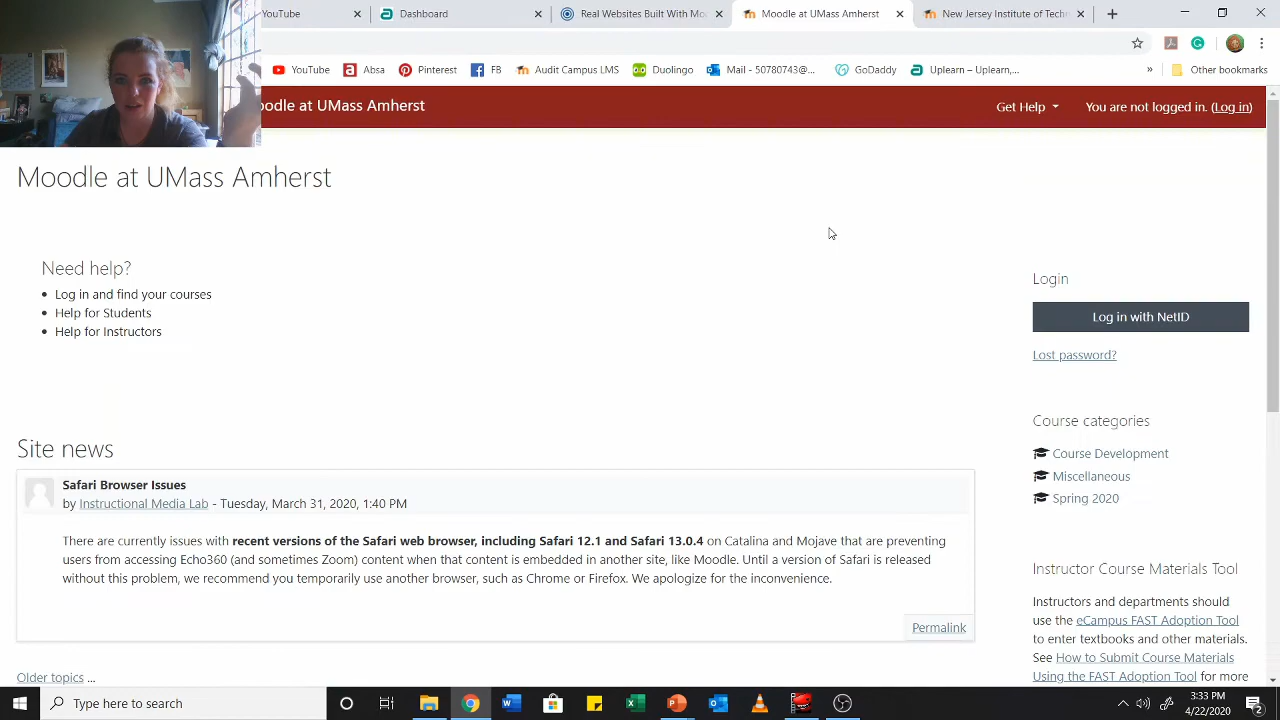 YouTube
Dashboard
Real Websites Built With Moo
Moodle at UMass Amherst
New Jersey Institute of Techn
YouTube
Absa
Pinterest
FB
Audit Campus LMS
Duolingo
Mail - 50780743@...
GoDaddy
Uplearn – Uplearn,...
»
Other bookmarks
odle at UMass Amherst
Get Help
You are not logged in. (Log in)
Moodle at UMass Amherst
Need help?
• Log in and find your courses
• Help for Students
• Help for Instructors
Login
Log in with NetID
Lost password?
Course categories
Course Development
Miscellaneous
Spring 2020
Site news
Safari Browser Issues
by Instructional Media Lab - Tuesday, March 31, 2020, 1:40 PM
There are currently issues with recent versions of the Safari web browser, including Safari 12.1 and Safari 13.0.4 on Catalina and Mojave that are preventing
users from accessing Echo360 (and sometimes Zoom) content when that content is embedded in another site, like Moodle. Until a version of Safari is released
without this problem, we recommend you temporarily use another browser, such as Chrome or Firefox. We apologize for the inconvenience.
Permalink
Older topics ...
Instructor Course Materials Tool
Instructors and departments should
use the eCampus FAST Adoption Tool
to enter textbooks and other materials.
See How to Submit Course Materials
Using the FAST Adoption Tool for more
Type here to search
3:33 PM
4/22/2020
2